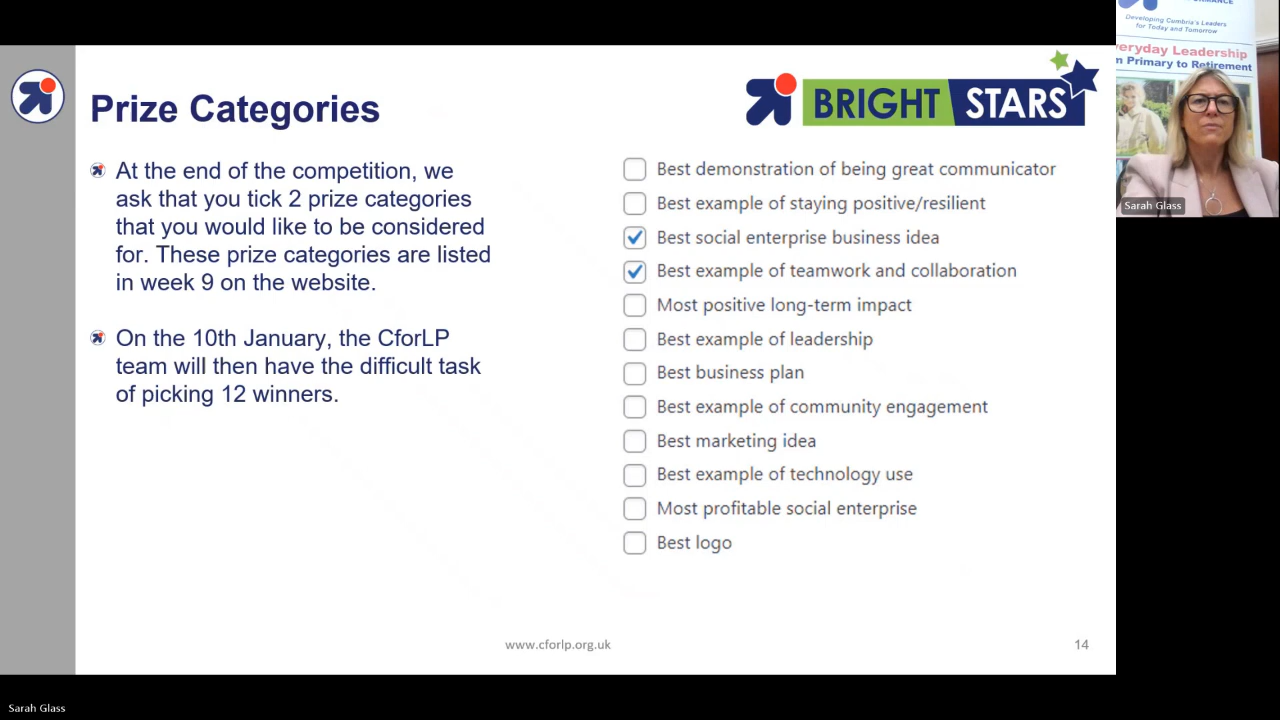 Prize Categories
BRIGHT STARS
At the end of the competition, we
ask that you tick 2 prize categories
that you would like to be considered
for. These prize categories are listed
in week 9 on the website.
On the 10th January, the CforLP
team will then have the difficult task
of picking 12 winners.
Best demonstration of being great communicator
Best example of staying positive/resilient
Best social enterprise business idea
Best example of teamwork and collaboration
Most positive long-term impact
Best example of leadership
Best business plan
Best example of community engagement
Best marketing idea
Best example of technology use
Most profitable social enterprise
Best logo
www.cforlp.org.uk
14
Developing Cumbria's Leaders
for Today and Tomorrow
eryday Leadership
m Primary to Retirement
Sarah Glass
Sarah Glass